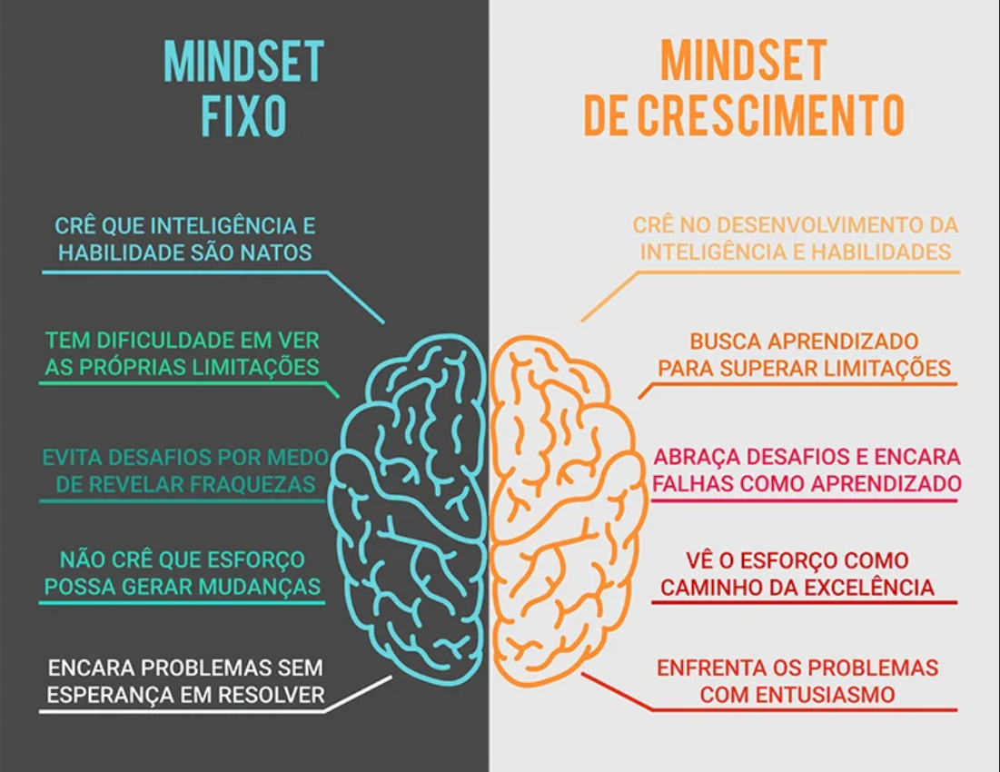 MINDSET
FIXO
CRÊ QUE INTELIGÊNCIA E
HABILIDADE SÃO NATOS
TEM DIFICULDADE EM VER
AS PRÓPRIAS LIMITAÇÕES
EVITA DESAFIOS POR MEDO
DE REVELAR FRAQUEZAS
NÃO CRÊ QUE ESFORÇO
POSSA GERAR MUDANÇAS
ENCARA PROBLEMAS SEM
ESPERANÇA EM RESOLVER
MINDSET
DE CRESCIMENTO
CRÊ NO DESENVOLVIMENTO DA
INTELIGÊNCIA E HABILIDADES
BUSCA APRENDIZADO
PARA SUPERAR LIMITAÇÕES
ABRAÇA DESAFIOS E ENCARA
FALHAS COMO APRENDIZADO
VÊ O ESFORÇO COMO
CAMINHO DA EXCELÊNCIA
ENFRENTA OS PROBLEMAS
COM ENTUSIASMO